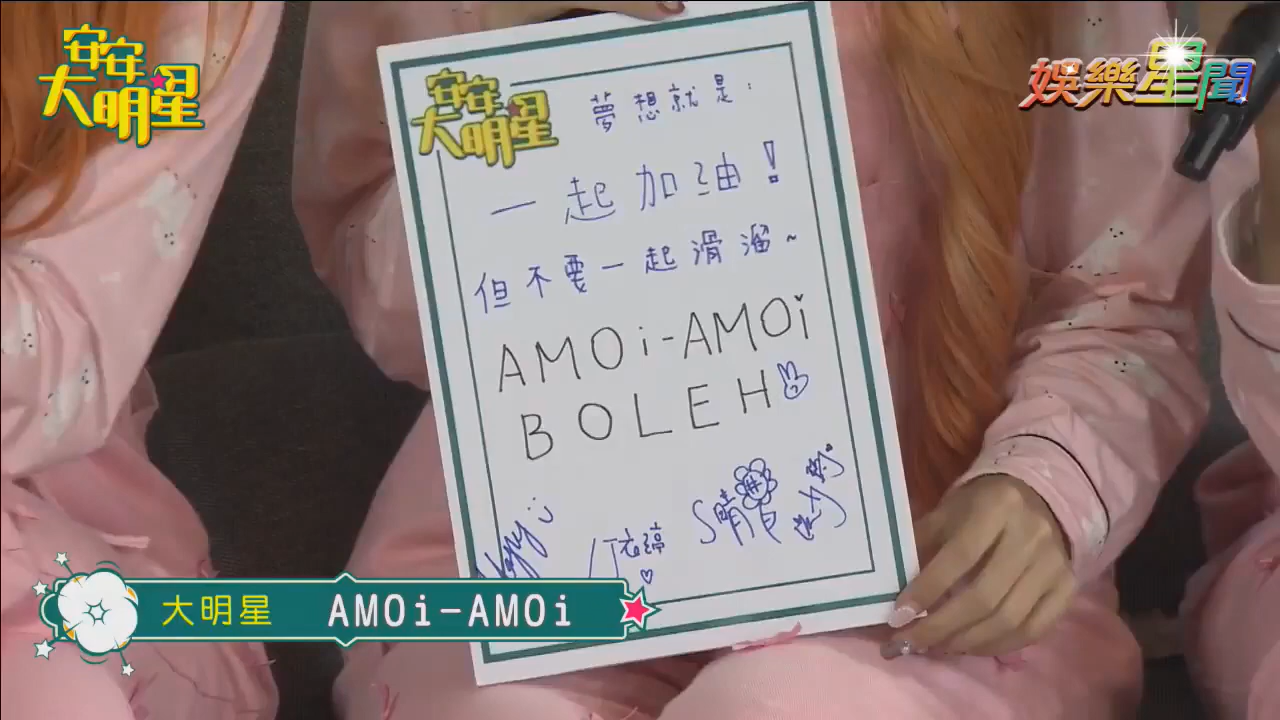 安安
大明星
娛樂星聞
安安
大明星
夢想就是:
一起加油!
但不要一起滑溜~
AMOi-AMOi
BOLEH
大明星 AMOi-AMOi